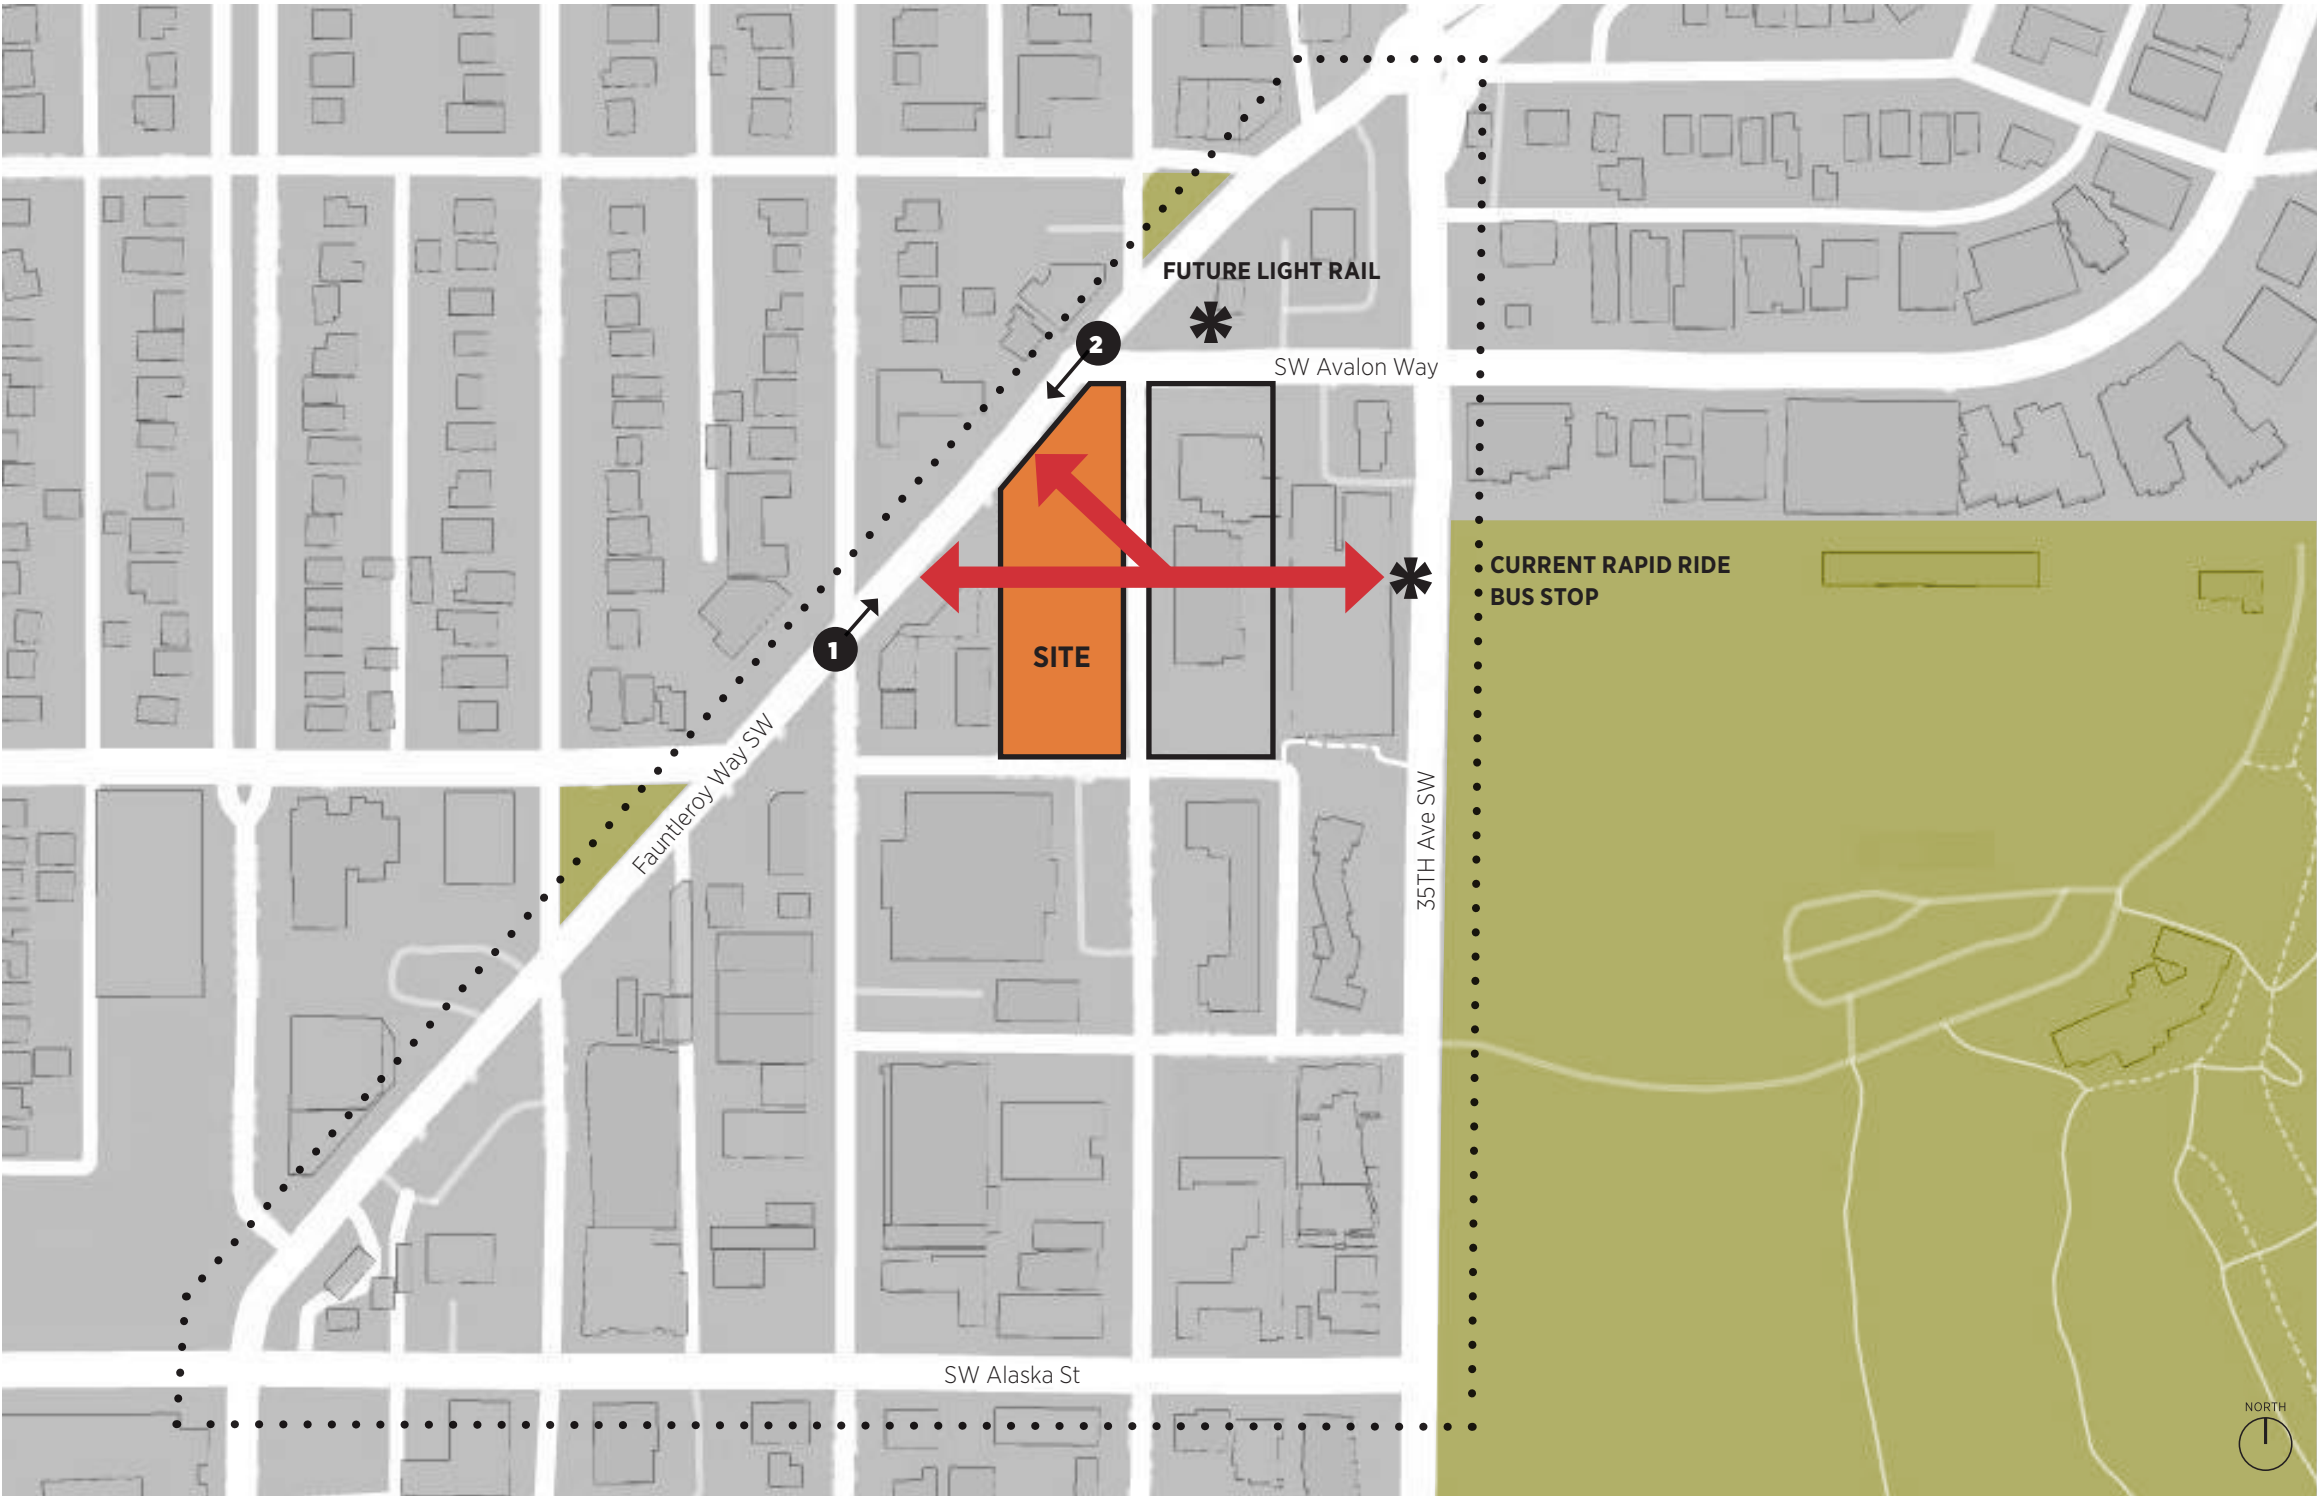 FUTURE LIGHT RAIL
2
SW Avalon Way
CURRENT RAPID RIDE
BUS STOP
1
SITE
Fauntleroy Way SW
35TH Ave SW
SW Alaska St
NORTH